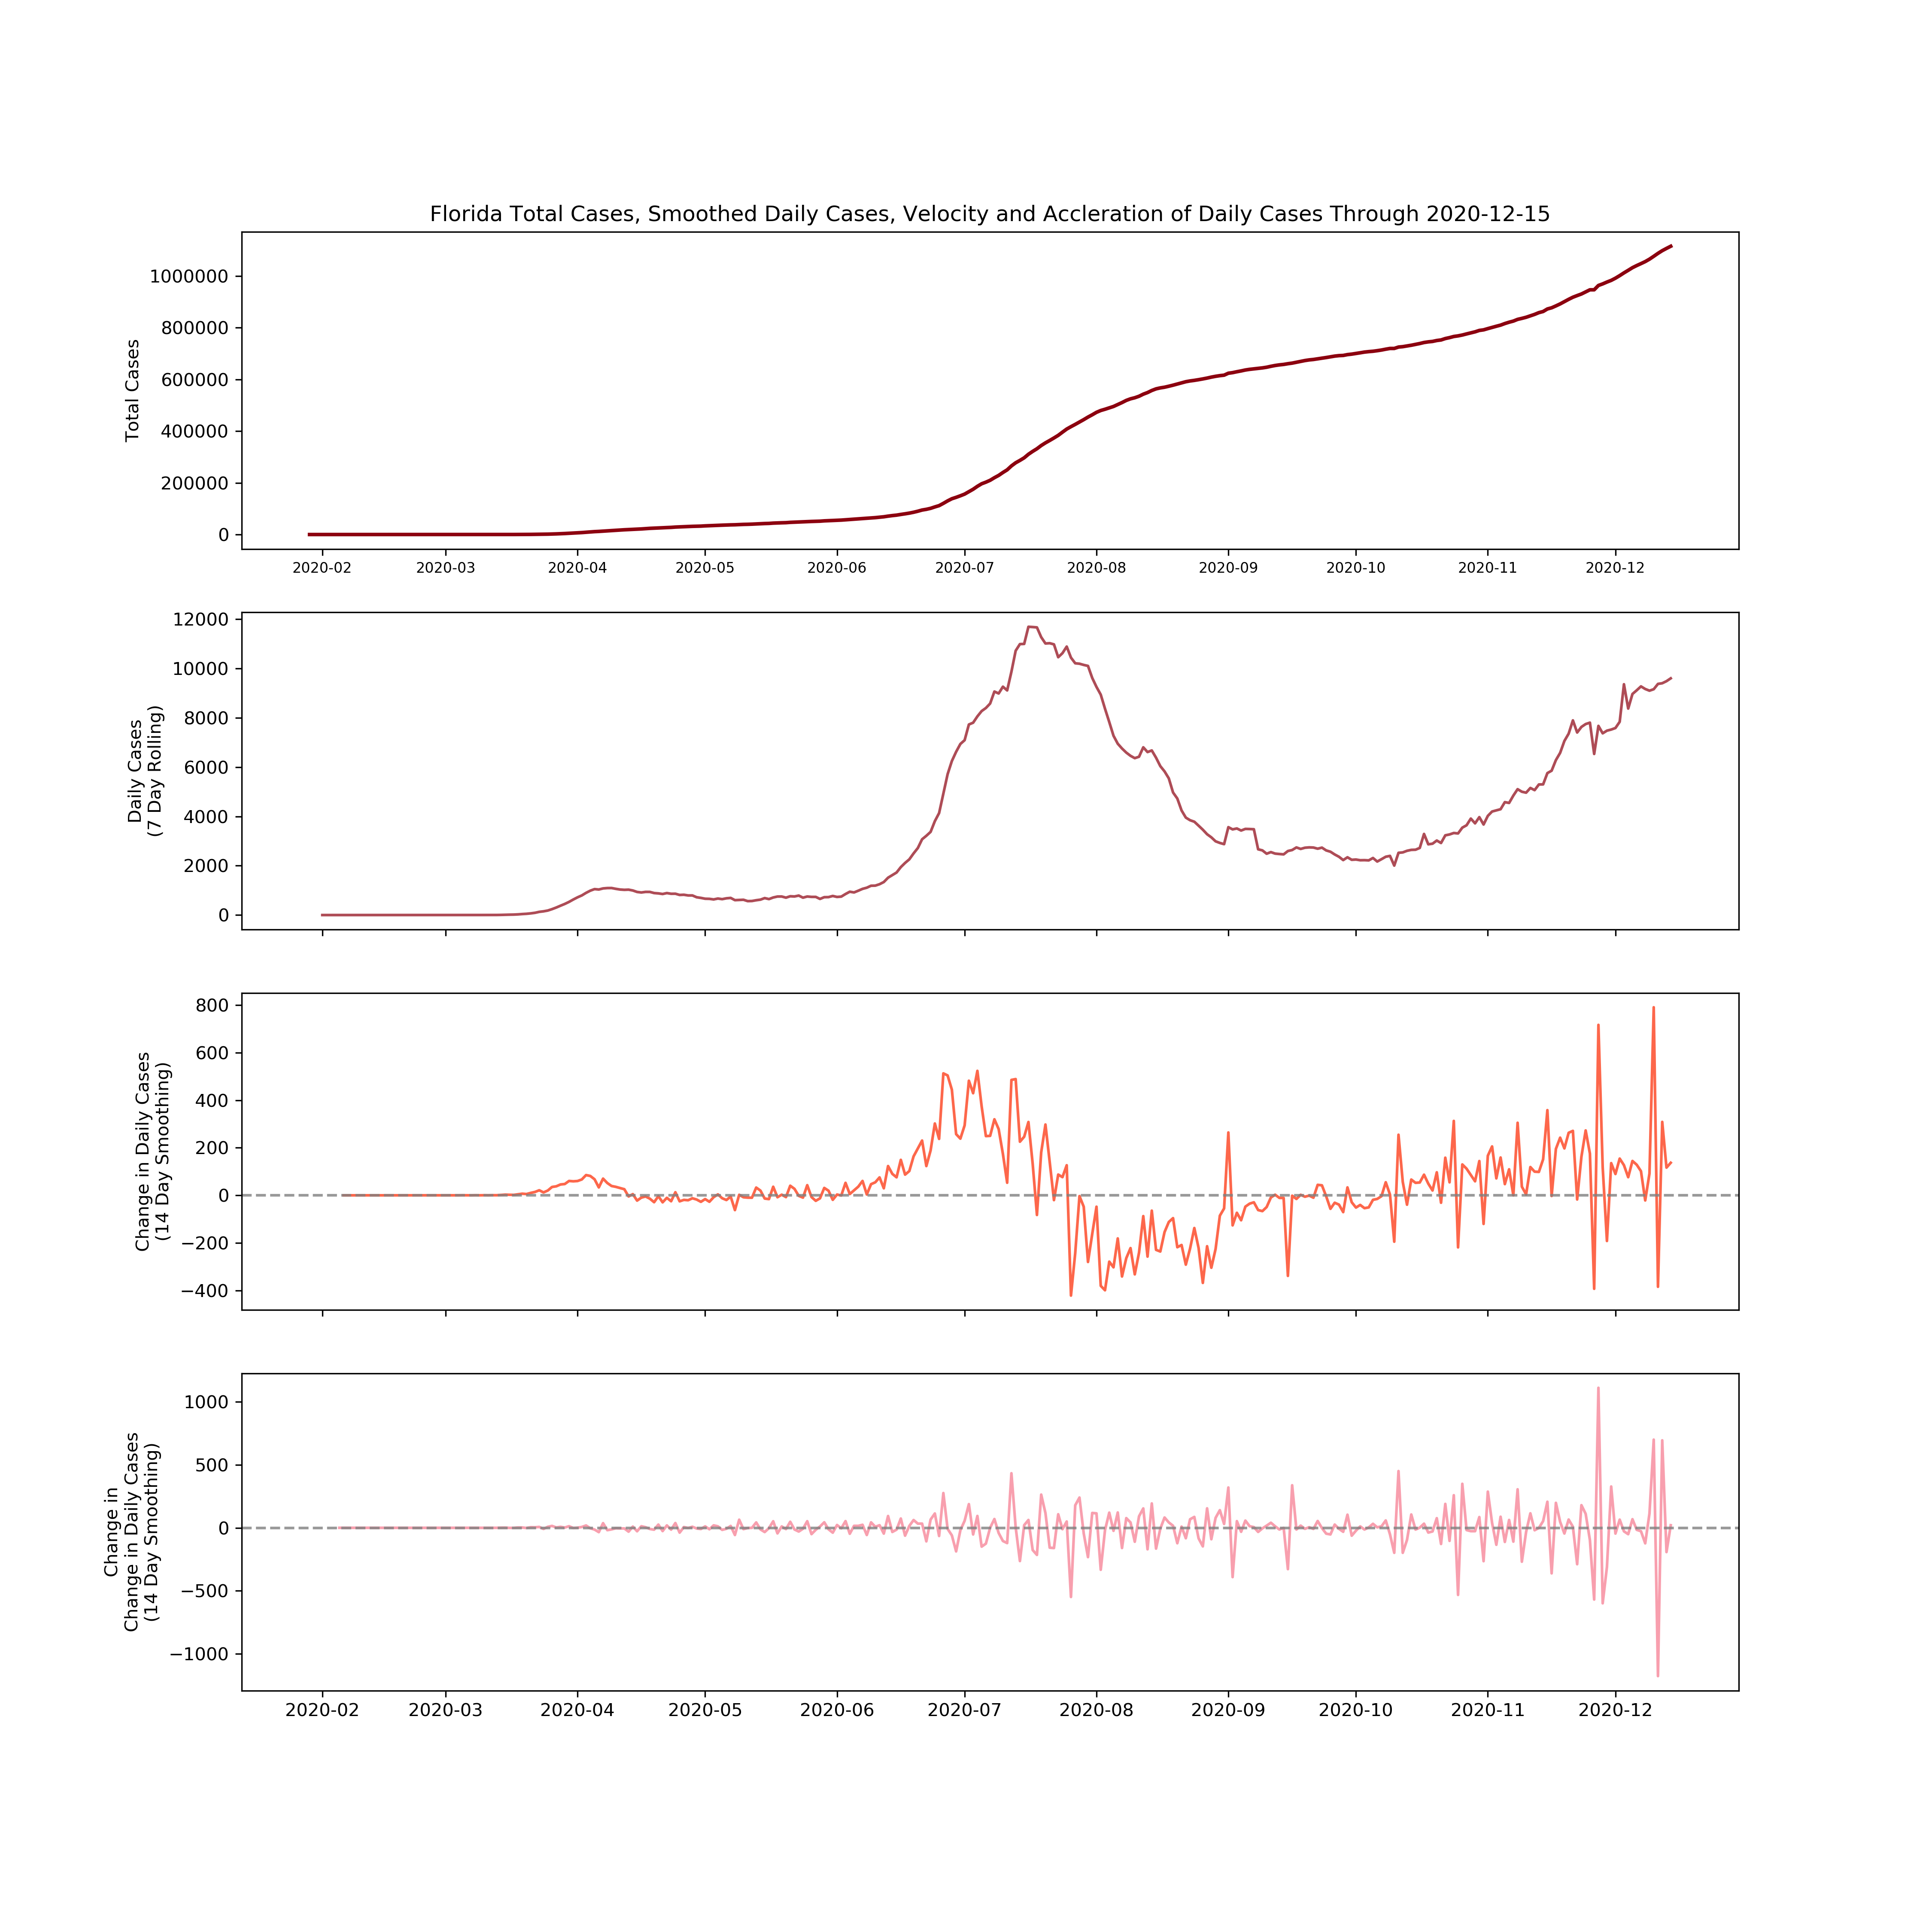 Florida Total Cases, Smoothed Daily Cases, Velocity and Accleration of Daily Cases Through 2020-12-15
Total Cases
1000000
800000
600000
400000
200000
0
2020-02 2020-03 2020-04 2020-05 2020-06 2020-07 2020-08 2020-09 2020-10 2020-11 2020-12
Daily Cases
(7 Day Rolling)
12000
10000
8000
6000
4000
2000
0
Change in Daily Cases
(14 Day Smoothing)
800
600
400
200
0
−200
−400
Change in
Change in Daily Cases
(14 Day Smoothing)
1000
500
0
−500
−1000
2020-02 2020-03 2020-04 2020-05 2020-06 2020-07 2020-08 2020-09 2020-10 2020-11 2020-12